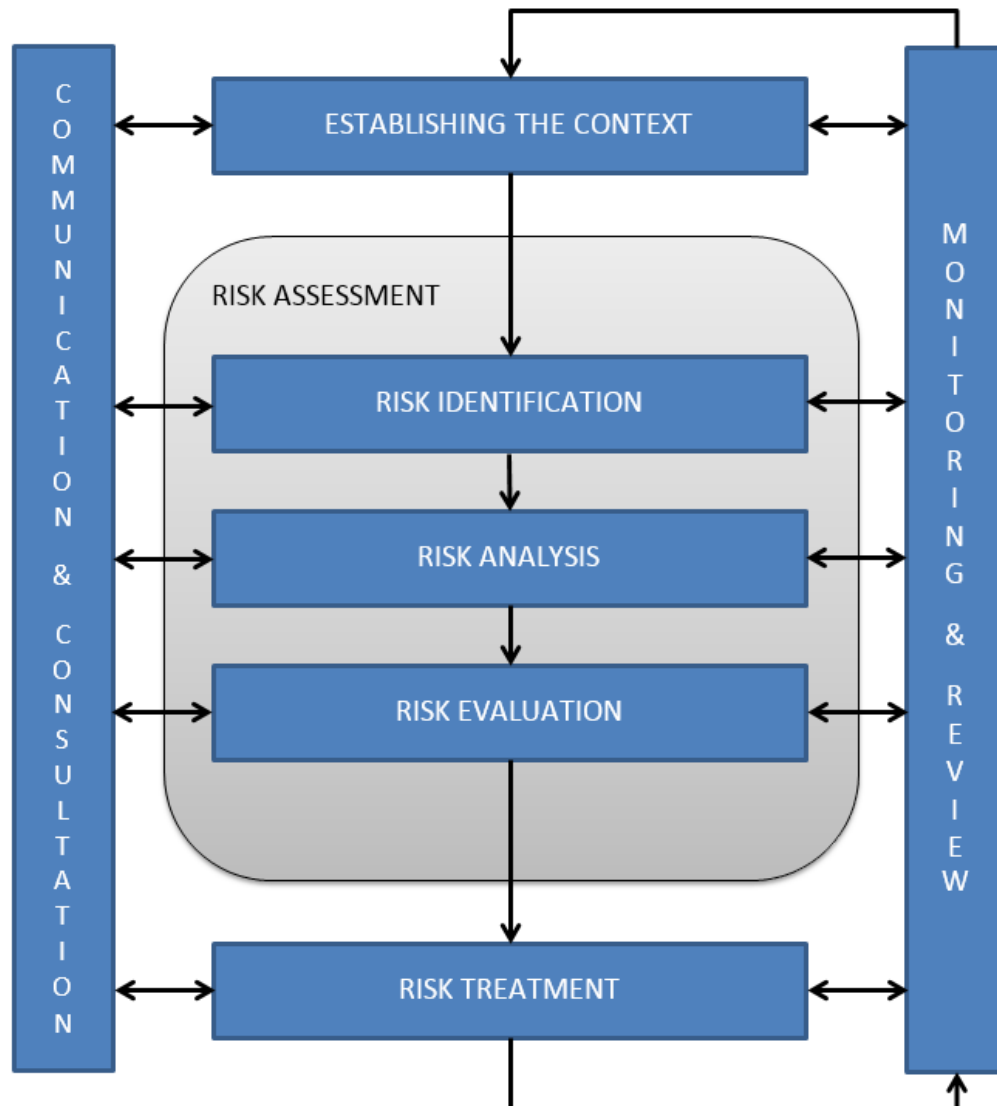 COMMUNICATION & CONSULTATION
ESTABLISHING THE CONTEXT
RISK ASSESSMENT
RISK IDENTIFICATION
RISK ANALYSIS
RISK EVALUATION
RISK TREATMENT
MONITORING & REVIEW